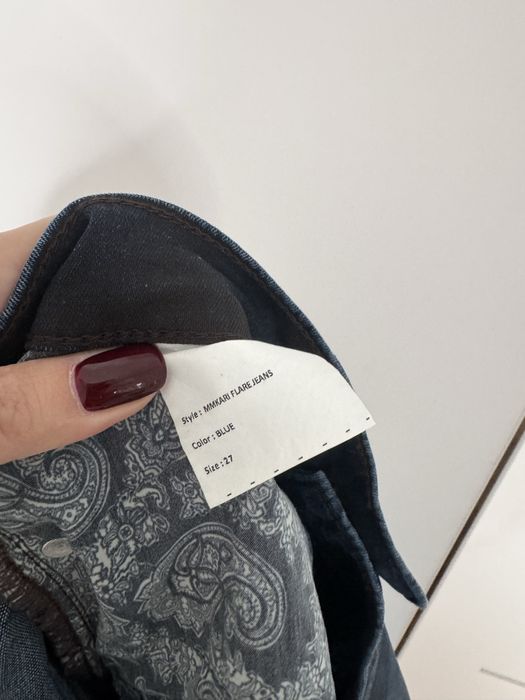 Style : MMKARI FLARE JEANS
Color : BLUE
Size : 27